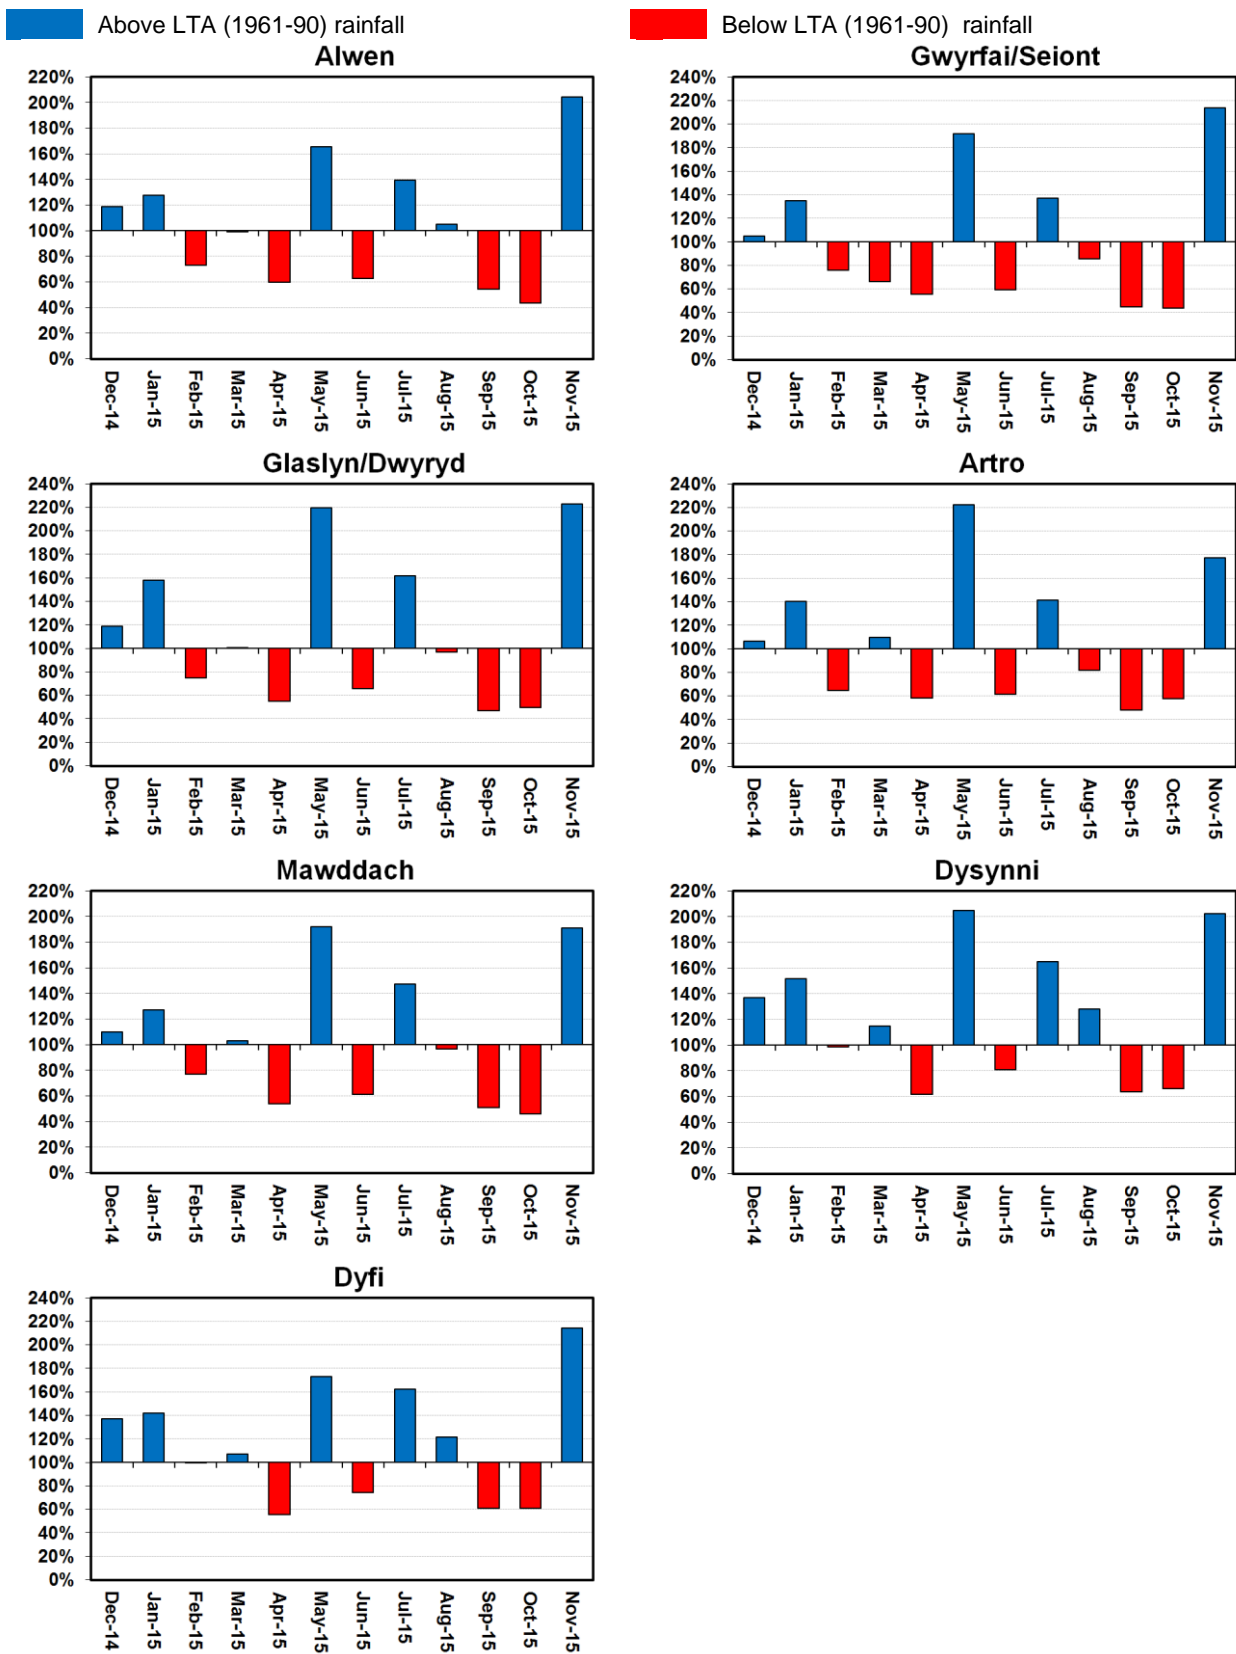 Above LTA (1961-90) rainfall
Below LTA (1961-90) rainfall
Alwen
220%
200%
180%
160%
140%
120%
100%
80%
60%
40%
20%
0%
Dec-14
Jan-15
Feb-15
Mar-15
Apr-15
May-15
Jun-15
Jul-15
Aug-15
Sep-15
Oct-15
Nov-15
Gwyrfai/Seiont
240%
220%
200%
180%
160%
140%
120%
100%
80%
60%
40%
20%
0%
Dec-14
Jan-15
Feb-15
Mar-15
Apr-15
May-15
Jun-15
Jul-15
Aug-15
Sep-15
Oct-15
Nov-15
Glaslyn/Dwyryd
240%
220%
200%
180%
160%
140%
120%
100%
80%
60%
40%
20%
0%
Dec-14
Jan-15
Feb-15
Mar-15
Apr-15
May-15
Jun-15
Jul-15
Aug-15
Sep-15
Oct-15
Nov-15
Artro
240%
220%
200%
180%
160%
140%
120%
100%
80%
60%
40%
20%
0%
Dec-14
Jan-15
Feb-15
Mar-15
Apr-15
May-15
Jun-15
Jul-15
Aug-15
Sep-15
Oct-15
Nov-15
Mawddach
220%
200%
180%
160%
140%
120%
100%
80%
60%
40%
20%
0%
Dec-14
Jan-15
Feb-15
Mar-15
Apr-15
May-15
Jun-15
Jul-15
Aug-15
Sep-15
Oct-15
Nov-15
Dysynni
220%
200%
180%
160%
140%
120%
100%
80%
60%
40%
20%
0%
Dec-14
Jan-15
Feb-15
Mar-15
Apr-15
May-15
Jun-15
Jul-15
Aug-15
Sep-15
Oct-15
Nov-15
Dyfi
240%
220%
200%
180%
160%
140%
120%
100%
80%
60%
40%
20%
0%
Dec-14
Jan-15
Feb-15
Mar-15
Apr-15
May-15
Jun-15
Jul-15
Aug-15
Sep-15
Oct-15
Nov-15